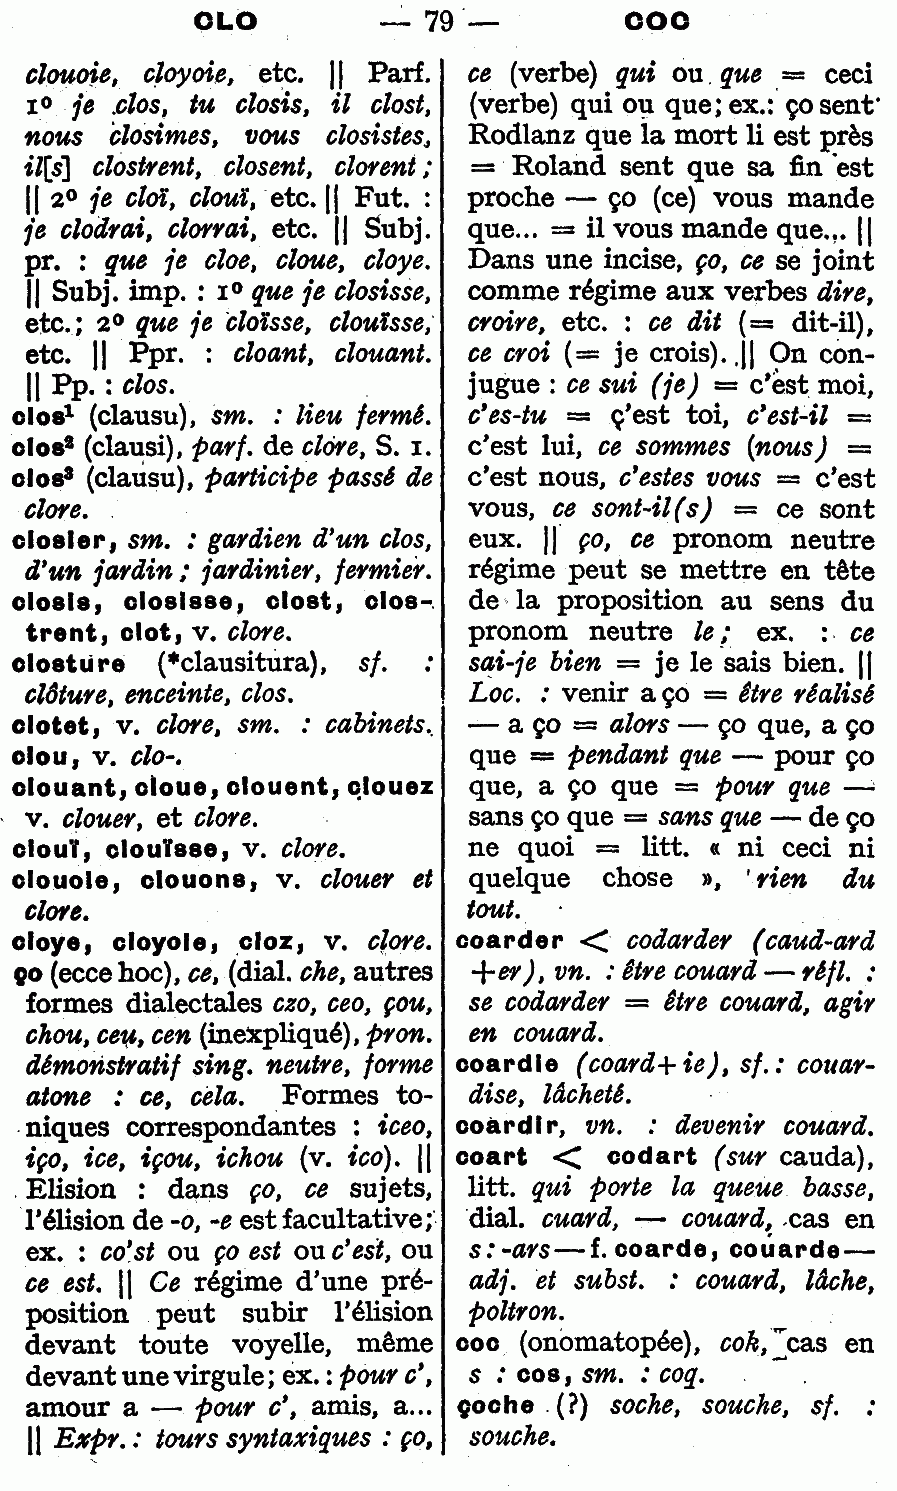 CLO — 79 — COC
clouoie, cloyoie, etc. || Parf.
1º je clos, tu closis, il clost,
nous closimes, vous closistes,
il[s] clostrent, closent, clorent ;
|| 2º je cloï, clouï, etc. || Fut. :
je clodrai, clorrai, etc. || Subj.
pr. : que je cloe, cloue, cloye.
|| Subj. imp. : 1º que je closisse,
etc.; 2º que je cloïsse, clouïsse,
etc. || Ppr. : cloant, clouant.
|| Pp. : clos.
clos¹ (clausu), sm. : lieu fermé.
clos² (clausi), parf. de clore, S. 1.
clos³ (clausu), participe passé de
clore.
closier, sm. : gardien d'un clos,
d'un jardin ; jardinier, fermier.
closis, closisse, clost, clos-
trent, clot, v. clore.
closture (*clausitura), sf. :
clôture, enceinte, clos.
clotet, v. clore, sm. : cabinets.
clou, v. clo-.
clouant, cloue, clouent, clouez
v. clouer, et clore.
clouï, clouïsse, v. clore.
clouoie, clouons, v. clouer et
clore.
cloye, cloyoie, cloz, v. clore.
ço (ecce hoc), ce, (dial. che, autres
formes dialectales czo, ceo, çou,
chou, ceu, cen (inexpliqué), pron.
démonstratif sing. neutre, forme
atone : ce, cela. Formes to-
niques correspondantes : iceo,
iço, ice, içou, ichou (v. ico). ||
Elision : dans ço, ce sujets,
l'élision de -o, -e est facultative;
ex. : co'st ou ço est ou c'est, ou
ce est. || Ce régime d'une pré-
position peut subir l'élision
devant toute voyelle, même
devant une virgule; ex. : pour c',
amour a — pour c', amis, a...
|| Expr. : tours syntaxiques : ço,
ce (verbe) qui ou que = ceci
(verbe) qui ou que; ex.: ço sent
Rodlanz que la mort li est près
= Roland sent que sa fin est
proche — ço (ce) vous mande
que... = il vous mande que... ||
Dans une incise, ço, ce se joint
comme régime aux verbes dire,
croire, etc. : ce dit (= dit-il),
ce croi (= je crois). || On con-
jugue : ce sui (je) = c'est moi,
c'es-tu = ç'est toi, c'est-il =
c'est lui, ce sommes (nous) =
c'est nous, c'estes vous = c'est
vous, ce sont-il(s) = ce sont
eux. || ço, ce pronom neutre
régime peut se mettre en tête
de la proposition au sens du
pronom neutre le ; ex. : ce
sai-je bien = je le sais bien. ||
Loc. : venir a ço = être réalisé
— a ço = alors — ço que, a ço
que = pendant que — pour ço
que, a ço que = pour que —
sans ço que = sans que — de ço
ne quoi = litt. « ni ceci ni
quelque chose », rien du
tout.
coarder < codarder (caud-ard
+er), vn. : être couard — réfl. :
se codarder = être couard, agir
en couard.
coardie (coard+ie), sf. : couar-
dise, lâcheté.
coardir, vn. : devenir couard.
coart < codart (sur cauda),
litt. qui porte la queue basse,
dial. cuard, — couard, cas en
s : -ars — f. coarde, couarde —
adj. et subst. : couard, lâche,
poltron.
coc (onomatopée), cok, cas en
s : cos, sm. : coq.
çoche (?) soche, souche, sf. :
souche.